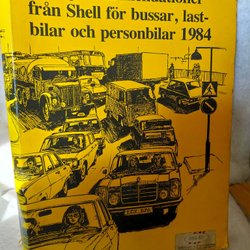 från Shell för bussar, last-
bilar och personbilar 1984